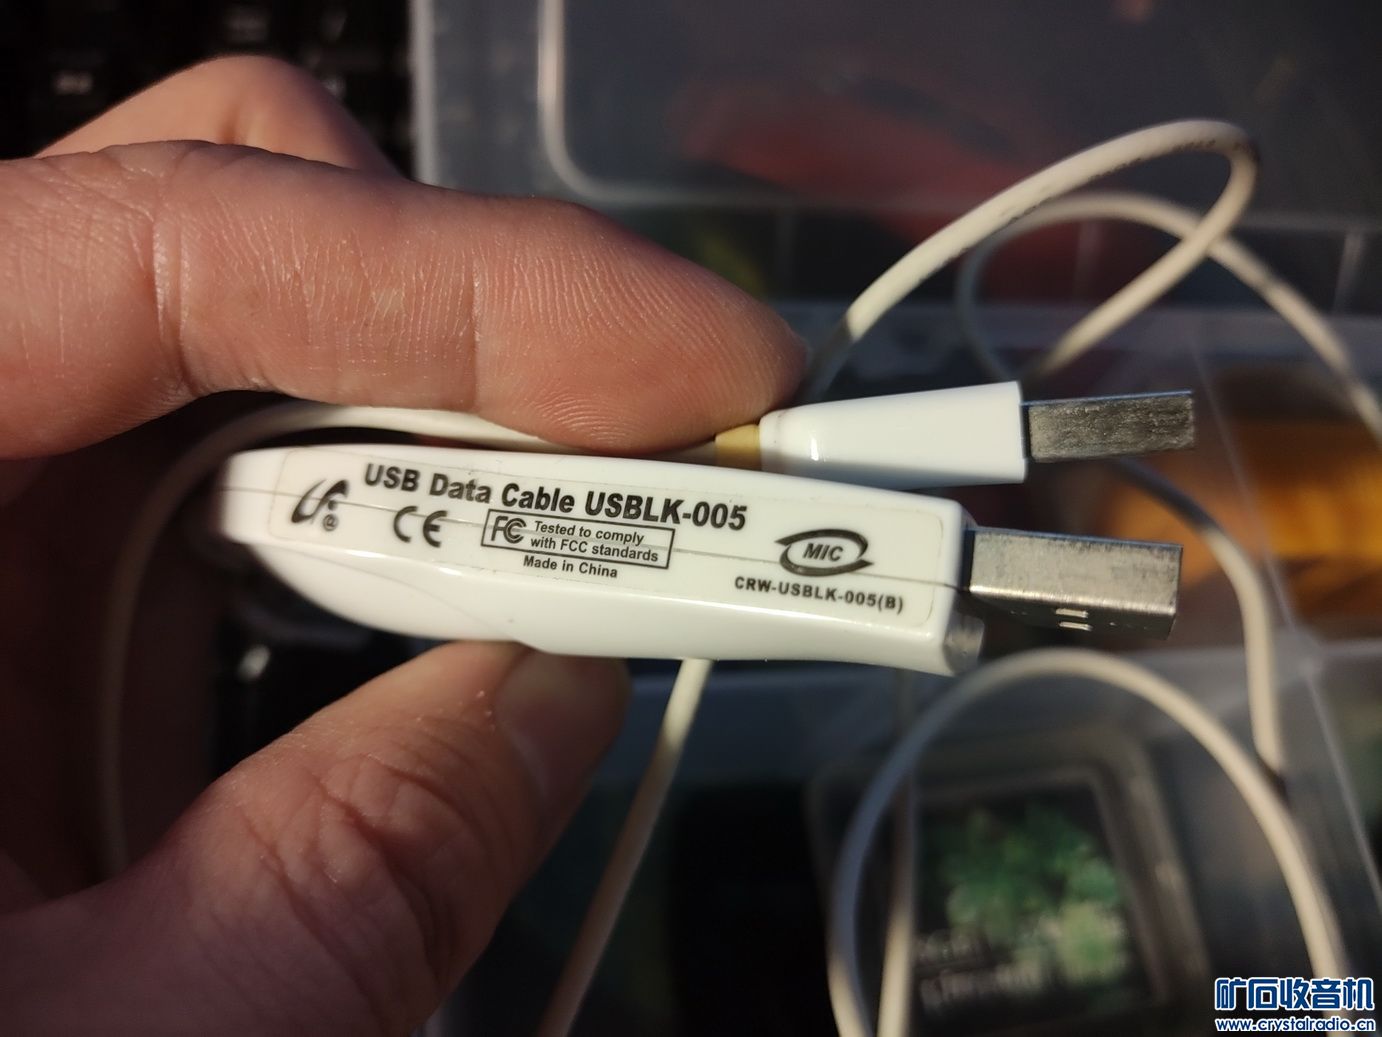 USB Data Cable USBLK-005
CE
FC Tested to comply
with FCC standards
Made in China
MIC
CRW-USBLK-005(B)
矿石收音机
www.crystalradio.cn